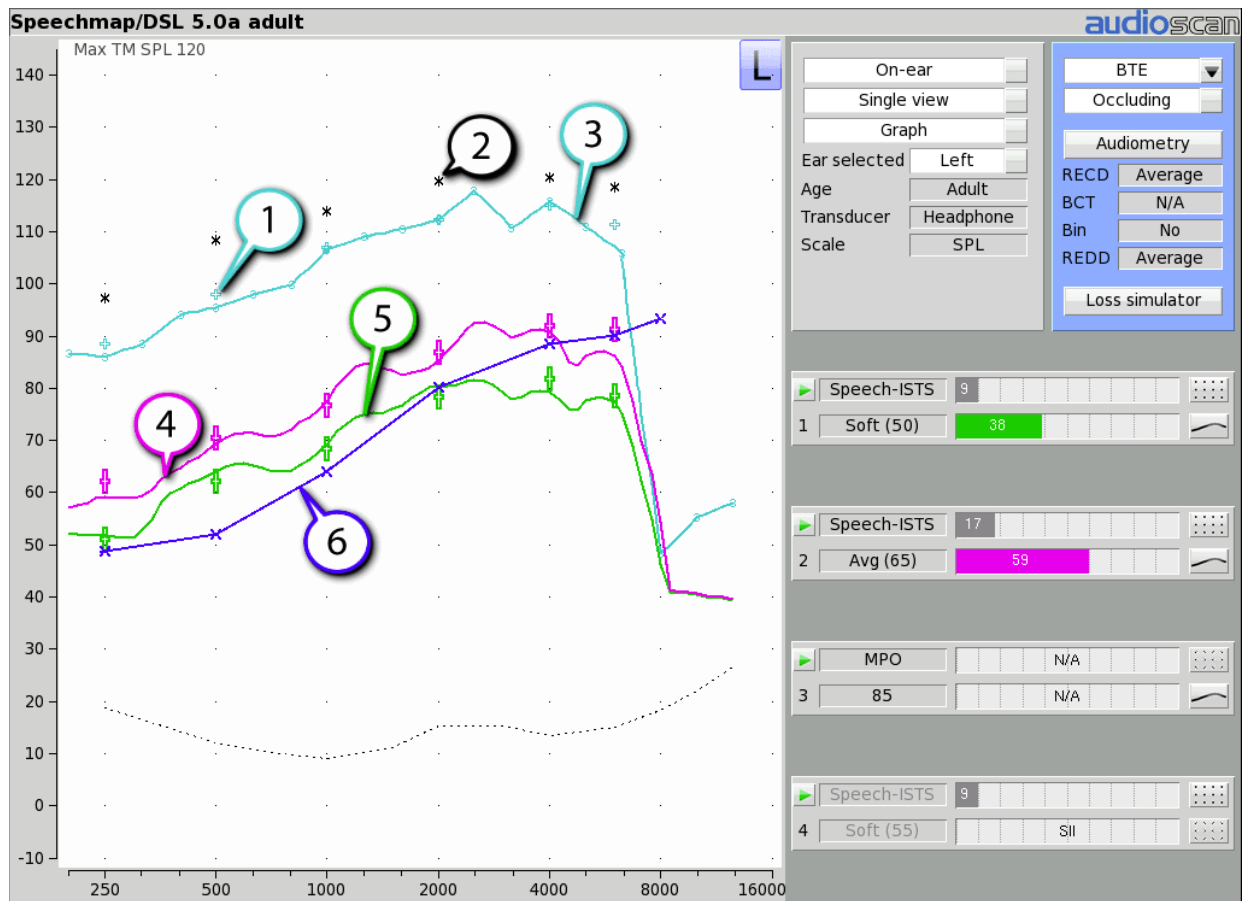 Speechmap/DSL 5.0a adult
audioscan
Max TM SPL 120
L
140
130
120
110
100
90
80
70
60
50
40
30
20
10
0
-10
250 500 1000 2000 4000 8000 16000
1
2
3
4
5
6
On-ear
Single view
Graph
Ear selected Left
Age Adult
Transducer Headphone
Scale SPL
BTE
Occluding
Audiometry
RECD Average
BCT N/A
Bin No
REDD Average
Loss simulator
Speech-ISTS 9
1 Soft (50) 38
Speech-ISTS 17
2 Avg (65) 59
MPO N/A
3 85 N/A
Speech-ISTS 9
4 Soft (55) SII